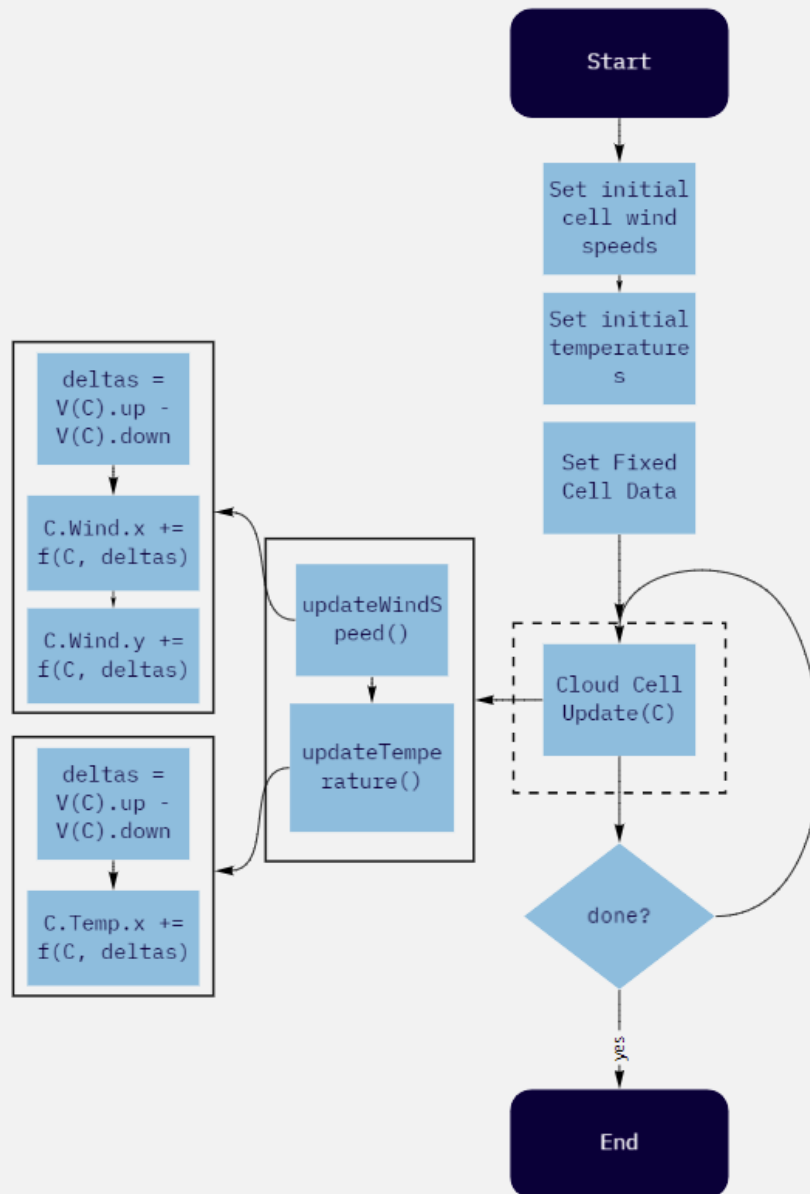 Start
Set initial
cell wind
speeds
Set initial
temperature
s
Set Fixed
Cell Data
Cloud Cell
Update(C)
done?
yes
End
updateWindS
peed()
updateTempe
rature()
deltas =
V(C).up -
V(C).down
C.Wind.x +=
f(C, deltas)
C.Wind.y +=
f(C, deltas)
deltas =
V(C).up -
V(C).down
C.Temp.x +=
f(C, deltas)